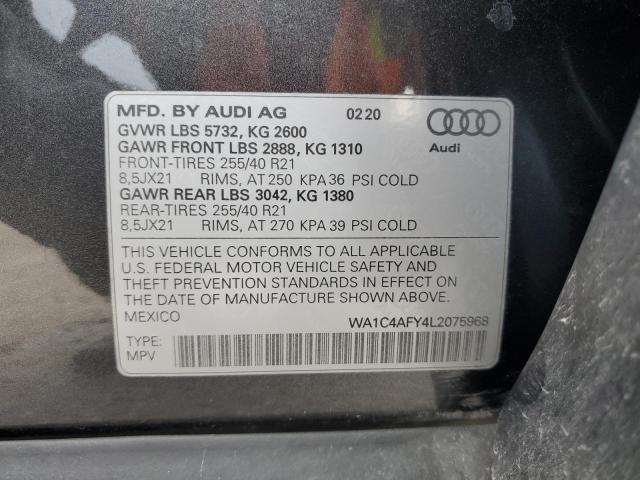 MFD. BY AUDI AG 0220
GVWR LBS 5732, KG 2600
GAWR FRONT LBS 2888, KG 1310
FRONT-TIRES 255/40 R21
8,5JX21 RIMS, AT 250 KPA 36 PSI COLD
GAWR REAR LBS 3042, KG 1380
REAR-TIRES 255/40 R21
8,5JX21 RIMS, AT 270 KPA 39 PSI COLD
Audi
THIS VEHICLE CONFORMS TO ALL APPLICABLE
U.S. FEDERAL MOTOR VEHICLE SAFETY AND
THEFT PREVENTION STANDARDS IN EFFECT ON
THE DATE OF MANUFACTURE SHOWN ABOVE.
MEXICO WA1C4AFY4L2075968
TYPE:
MPV